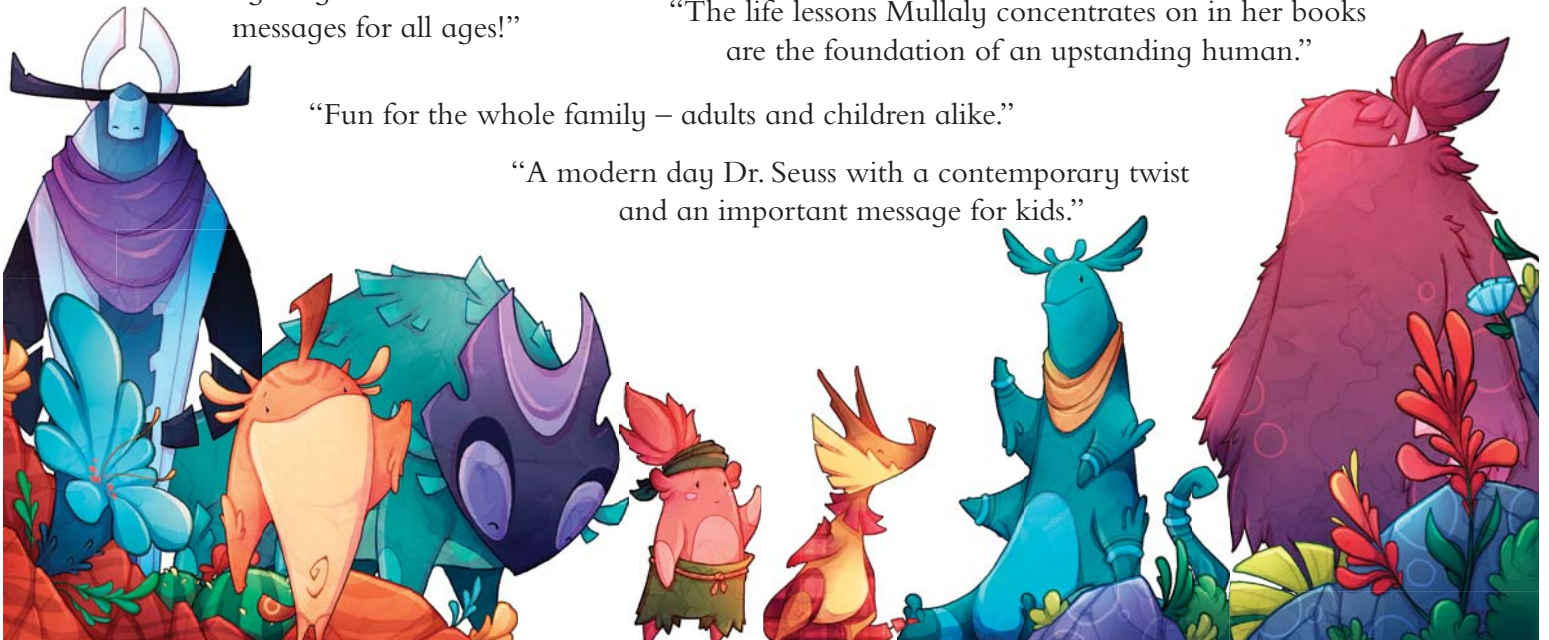 messages for all ages!”
“The life lessons Mullaly concentrates on in her books
are the foundation of an upstanding human.”
“Fun for the whole family – adults and children alike.”
“A modern day Dr. Seuss with a contemporary twist
and an important message for kids.”